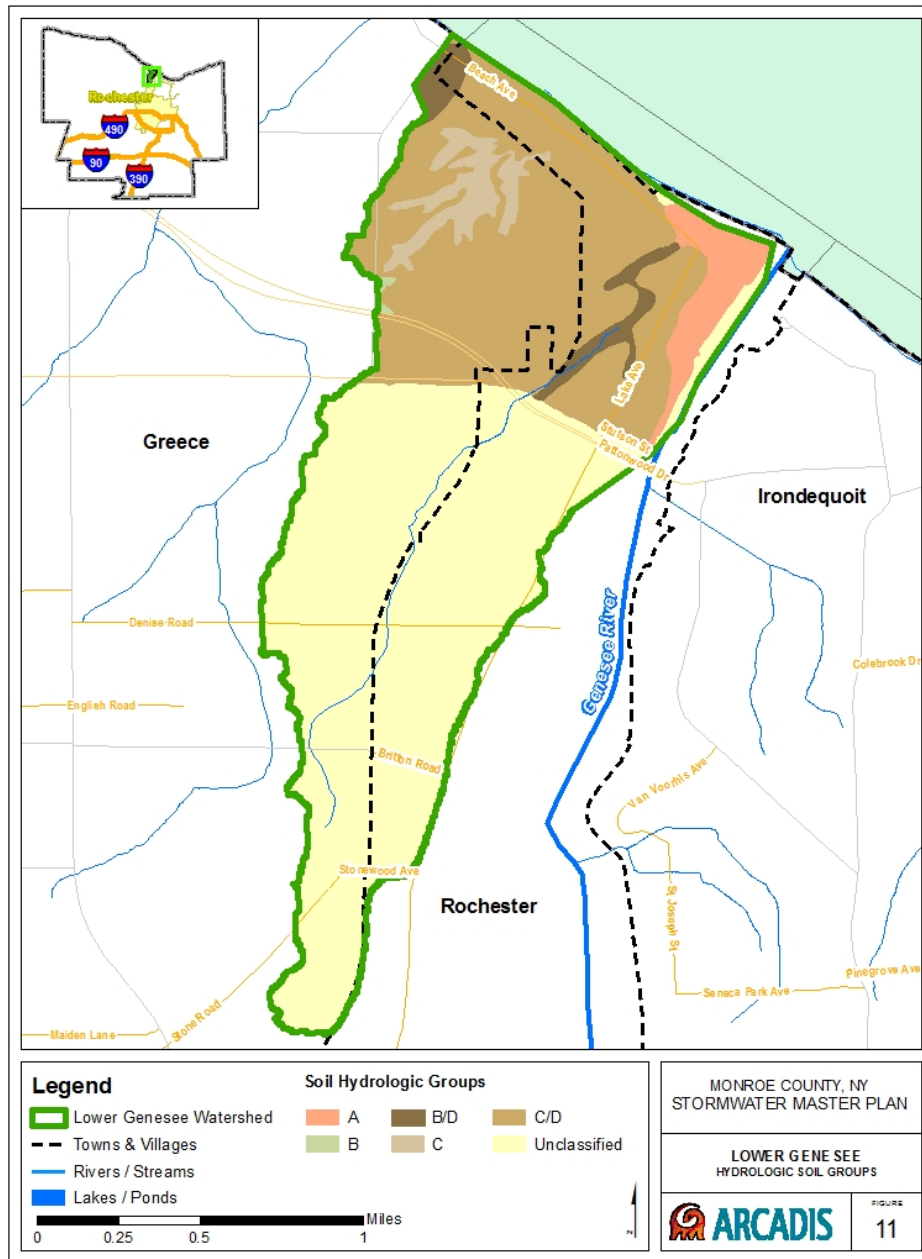 Rochester
490
90
390
Beach Ave
Lake Ave
Stutson St
Pattonwood Dr
Greece
Irondequoit
Genesee River
Denise Road
Colebrook Dr
English Road
Britton Road
Van Voorhis Ave
Stonewood Ave
Rochester
St Joseph St
Pinegrove Ave
Seneca Park Ave
Maiden Lane
Stone Road
Legend
Lower Genesee Watershed
Towns & Villages
Rivers / Streams
Lakes / Ponds
Miles
0 0.25 0.5 1
Soil Hydrologic Groups
A
B
B/D
C
C/D
Unclassified
N
MONROE COUNTY, NY
STORMWATER MASTER PLAN
LOWER GENESEE
HYDROLOGIC SOIL GROUPS
ARCADIS
FIGURE
11